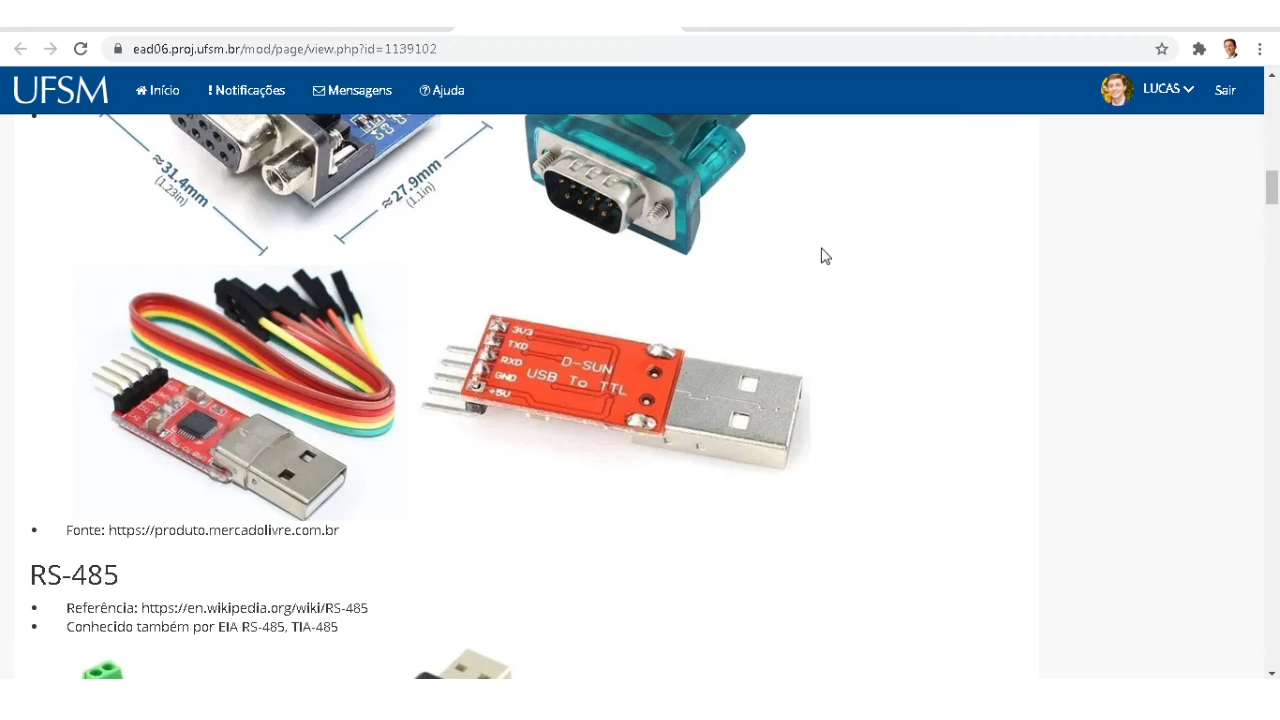 ead06.proj.ufsm.br/mod/page/view.php?id=1139102
UFSM Início Notificações Mensagens Ajuda LUCAS Sair
≈31.4mm
(1.23in)
≈27.9mm
(1.1in)
3V3
TXD
RXD
GND
+5V
D-SUN
USB To TTL
Fonte: https://produto.mercadolivre.com.br
RS-485
Referência: https://en.wikipedia.org/wiki/RS-485
Conhecido também por EIA RS-485, TIA-485